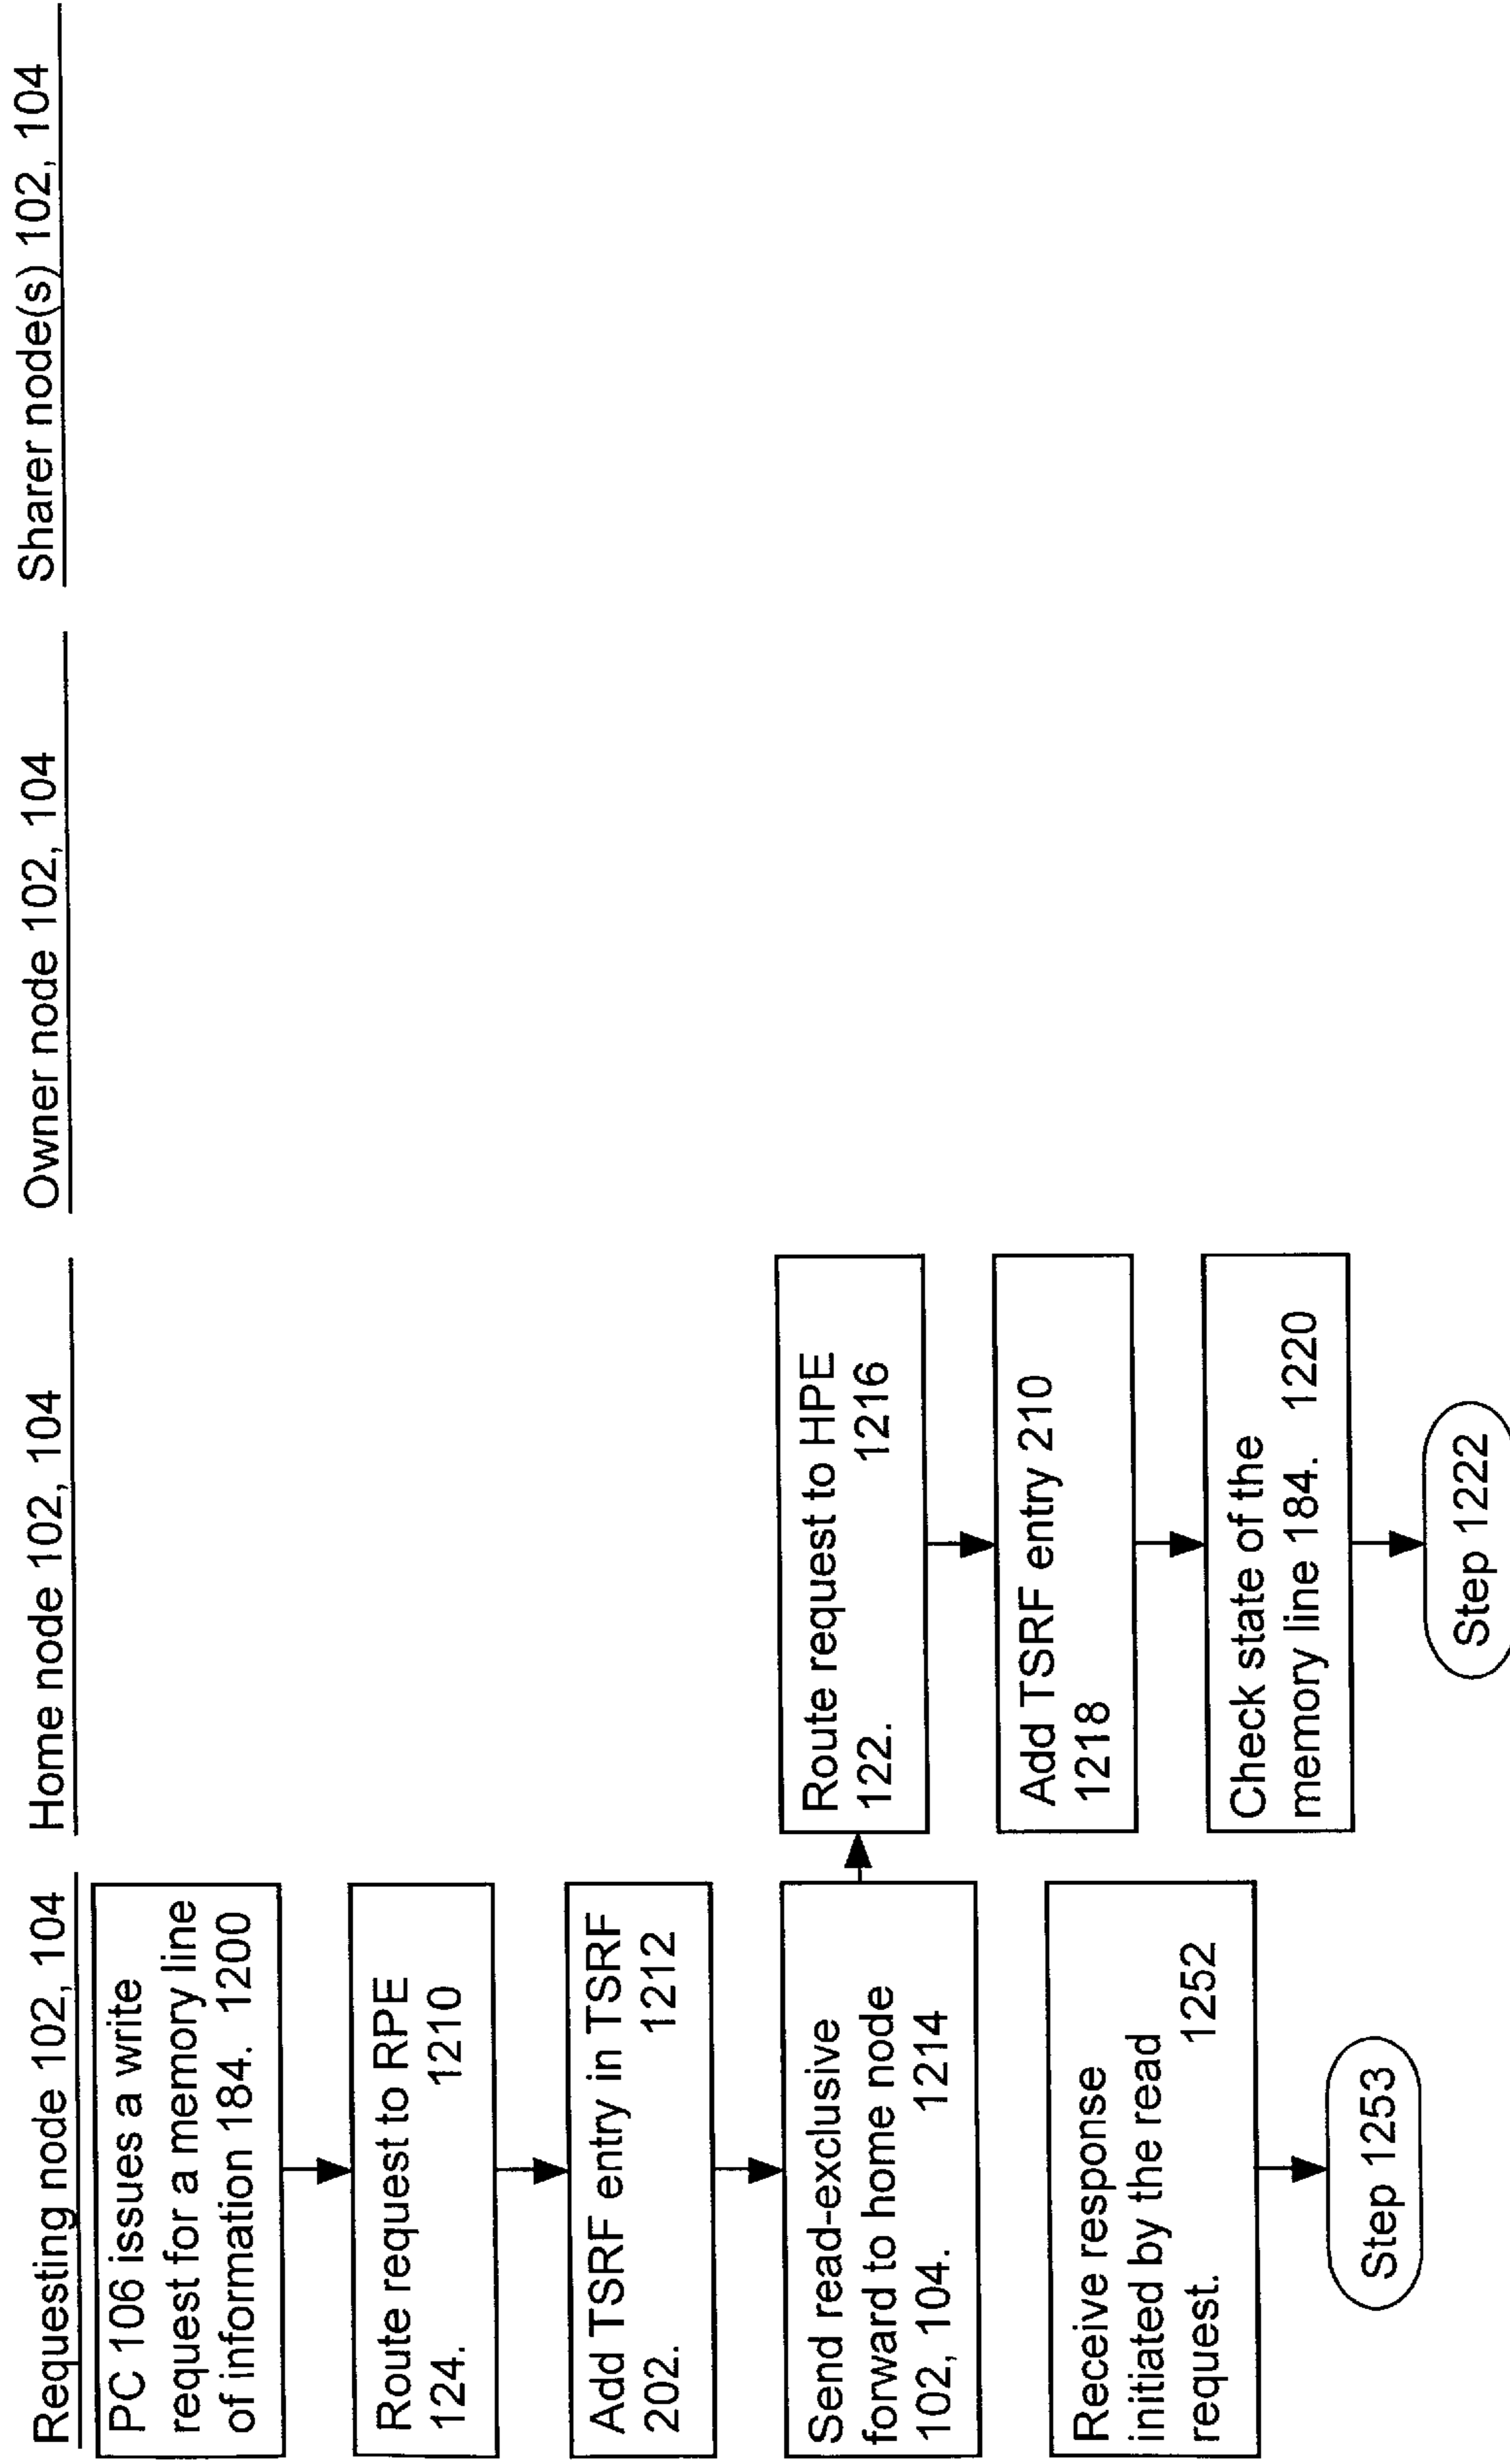 Requesting node 102, 104
Home node 102, 104
Owner node 102, 104
Sharer node(s) 102, 104
PC 106 issues a write
request for a memory line
of information 184. 1200
Route request to RPE
124. 1210
Add TSRF entry in TSRF
202. 1212
Send read-exclusive
forward to home node
102, 104. 1214
Route request to HPE
122. 1216
Add TSRF entry 210
1218
Check state of the
memory line 184. 1220
Step 1222
Receive response
initiated by the read
request. 1252
Step 1253